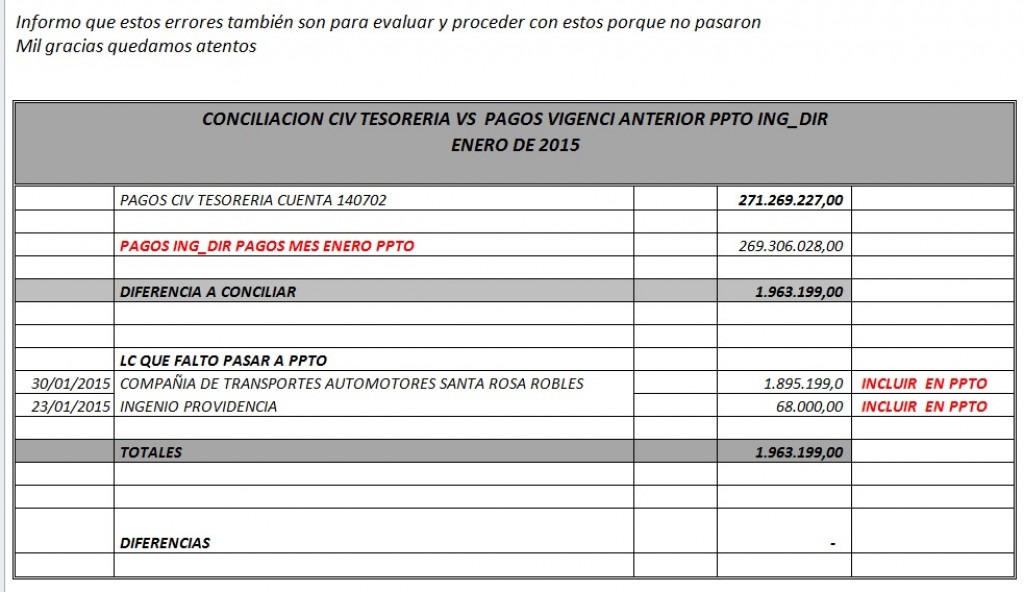 Informo que estos errores también son para evaluar y proceder con estos porque no pasaron
Mil gracias quedamos atentos
CONCILIACION CIV TESORERIA VS PAGOS VIGENCI ANTERIOR PPTO ING_DIR
ENERO DE 2015
PAGOS CIV TESORERIA CUENTA 140702 271.269.227,00
PAGOS ING_DIR PAGOS MES ENERO PPTO 269.306.028,00
DIFERENCIA A CONCILIAR 1.963.199,00
LC QUE FALTO PASAR A PPTO
30/01/2015 COMPAÑIA DE TRANSPORTES AUTOMOTORES SANTA ROSA ROBLES 1.895.199,0 INCLUIR EN PPTO
23/01/2015 INGENIO PROVIDENCIA 68.000,00 INCLUIR EN PPTO
TOTALES 1.963.199,00
DIFERENCIAS -